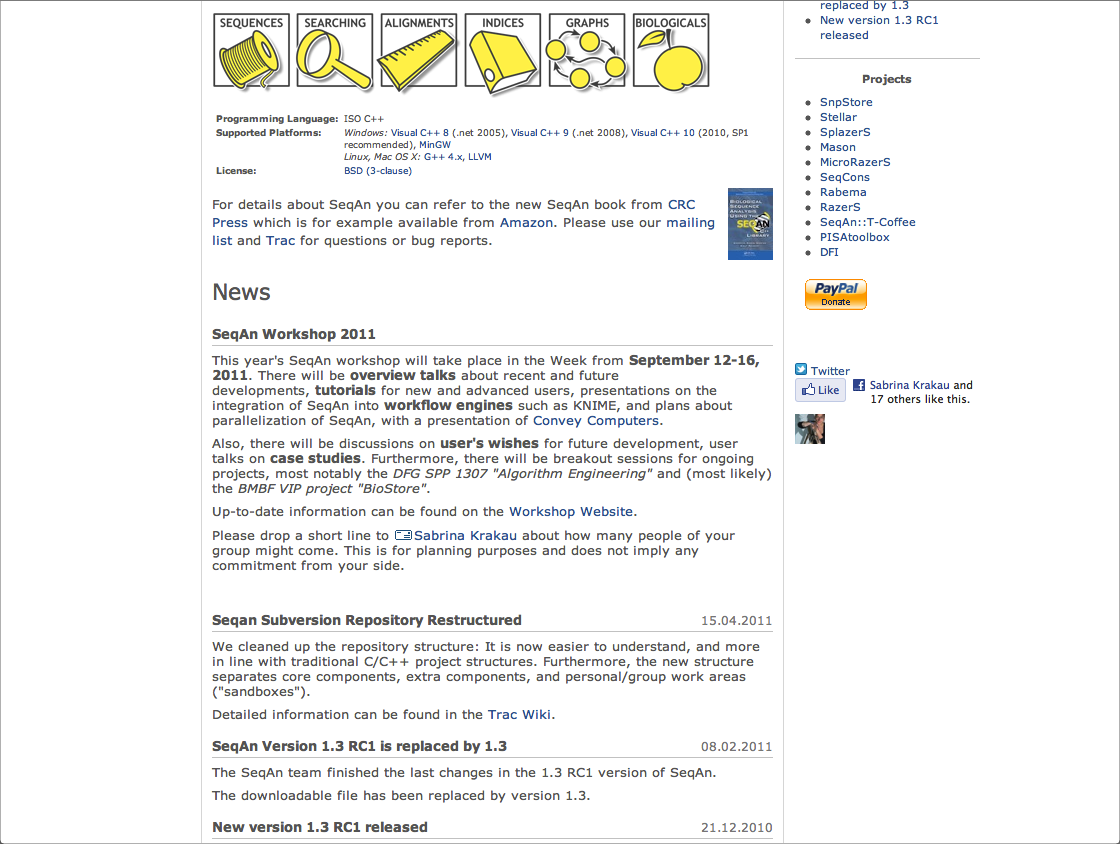 SEQUENCES
SEARCHING
ALIGNMENTS
INDICES
GRAPHS
BIOLOGICALS
Programming Language: ISO C++
Supported Platforms: Windows: Visual C++ 8 (.net 2005), Visual C++ 9 (.net 2008), Visual C++ 10 (2010, SP1
recommended), MinGW
Linux, Mac OS X: G++ 4.x, LLVM
License: BSD (3-clause)
For details about SeqAn you can refer to the new SeqAn book from CRC
Press which is for example available from Amazon. Please use our mailing
list and Trac for questions or bug reports.
BIOLOGICAL
SEQUENCE
ANALYSIS
USING THE
SEQAN
C++
LIBRARY
News
SeqAn Workshop 2011
This year's SeqAn workshop will take place in the Week from September 12-16,
2011. There will be overview talks about recent and future
developments, tutorials for new and advanced users, presentations on the
integration of SeqAn into workflow engines such as KNIME, and plans about
parallelization of SeqAn, with a presentation of Convey Computers.
Also, there will be discussions on user's wishes for future development, user
talks on case studies. Furthermore, there will be breakout sessions for ongoing
projects, most notably the DFG SPP 1307 "Algorithm Engineering" and (most likely)
the BMBF VIP project "BioStore".
Up-to-date information can be found on the Workshop Website.
Please drop a short line to Sabrina Krakau about how many people of your
group might come. This is for planning purposes and does not imply any
commitment from your side.
Seqan Subversion Repository Restructured 15.04.2011
We cleaned up the repository structure: It is now easier to understand, and more
in line with traditional C/C++ project structures. Furthermore, the new structure
separates core components, extra components, and personal/group work areas
("sandboxes").
Detailed information can be found in the Trac Wiki.
SeqAn Version 1.3 RC1 is replaced by 1.3 08.02.2011
The SeqAn team finished the last changes in the 1.3 RC1 version of SeqAn.
The downloadable file has been replaced by version 1.3.
New version 1.3 RC1 released 21.12.2010
replaced by 1.3
New version 1.3 RC1
released
Projects
SnpStore
Stellar
SplazerS
Mason
MicroRazerS
SeqCons
Rabema
RazerS
SeqAn::T-Coffee
PISAtoolbox
DFI
PayPal
Donate
Twitter
Like
Sabrina Krakau and
17 others like this.